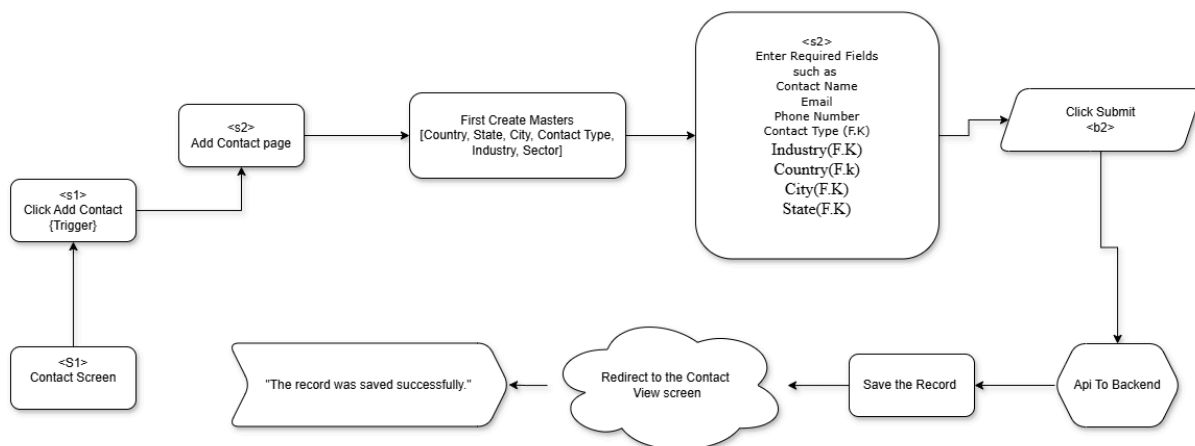 <S1>
Contact Screen
<s1>
Click Add Contact
{Trigger}
<s2>
Add Contact page
First Create Masters
[Country, State, City, Contact Type,
Industry, Sector]
<s2>
Enter Required Fields
such as
Contact Name
Email
Phone Number
Contact Type (F.K)
Industry(F.K)
Country(F.k)
City(F.K)
State(F.K)
Click Submit
<b2>
Api To Backend
Save the Record
Redirect to the Contact
View screen
"The record was saved successfully."